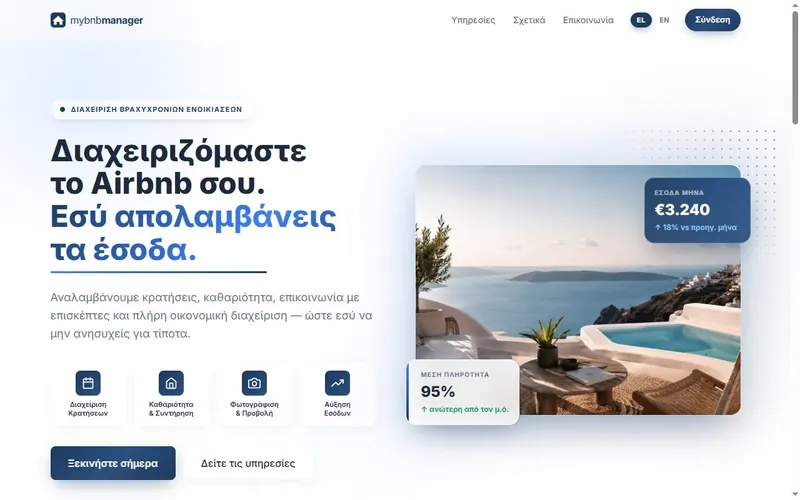 mybnbmanager
Υπηρεσίες
Σχετικά
Επικοινωνία
EL
EN
Σύνδεση
ΔΙΑΧΕΙΡΙΣΗ ΒΡΑΧΥΧΡΟΝΙΩΝ ΕΝΟΙΚΙΑΣΕΩΝ
Διαχειριζόμαστε
το Airbnb σου.
Εσύ απολαμβάνεις
τα έσοδα.
Αναλαμβάνουμε κρατήσεις, καθαριότητα, επικοινωνία με
επισκέπτες και πλήρη οικονομική διαχείριση — ώστε εσύ να
μην ανησυχείς για τίποτα.
Διαχείριση
Κρατήσεων
Καθαριότητα
& Συντήρηση
Φωτογράφιση
& Προβολή
Αύξηση
Εσόδων
Ξεκινήστε σήμερα
Δείτε τις υπηρεσίες
ΕΣΟΔΑ ΜΗΝΑ
€3.240
↑ 18% vs προηγ. μήνα
ΜΕΣΗ ΠΛΗΡΟΤΗΤΑ
95%
↑ ανώτερη από τον μ.ό.